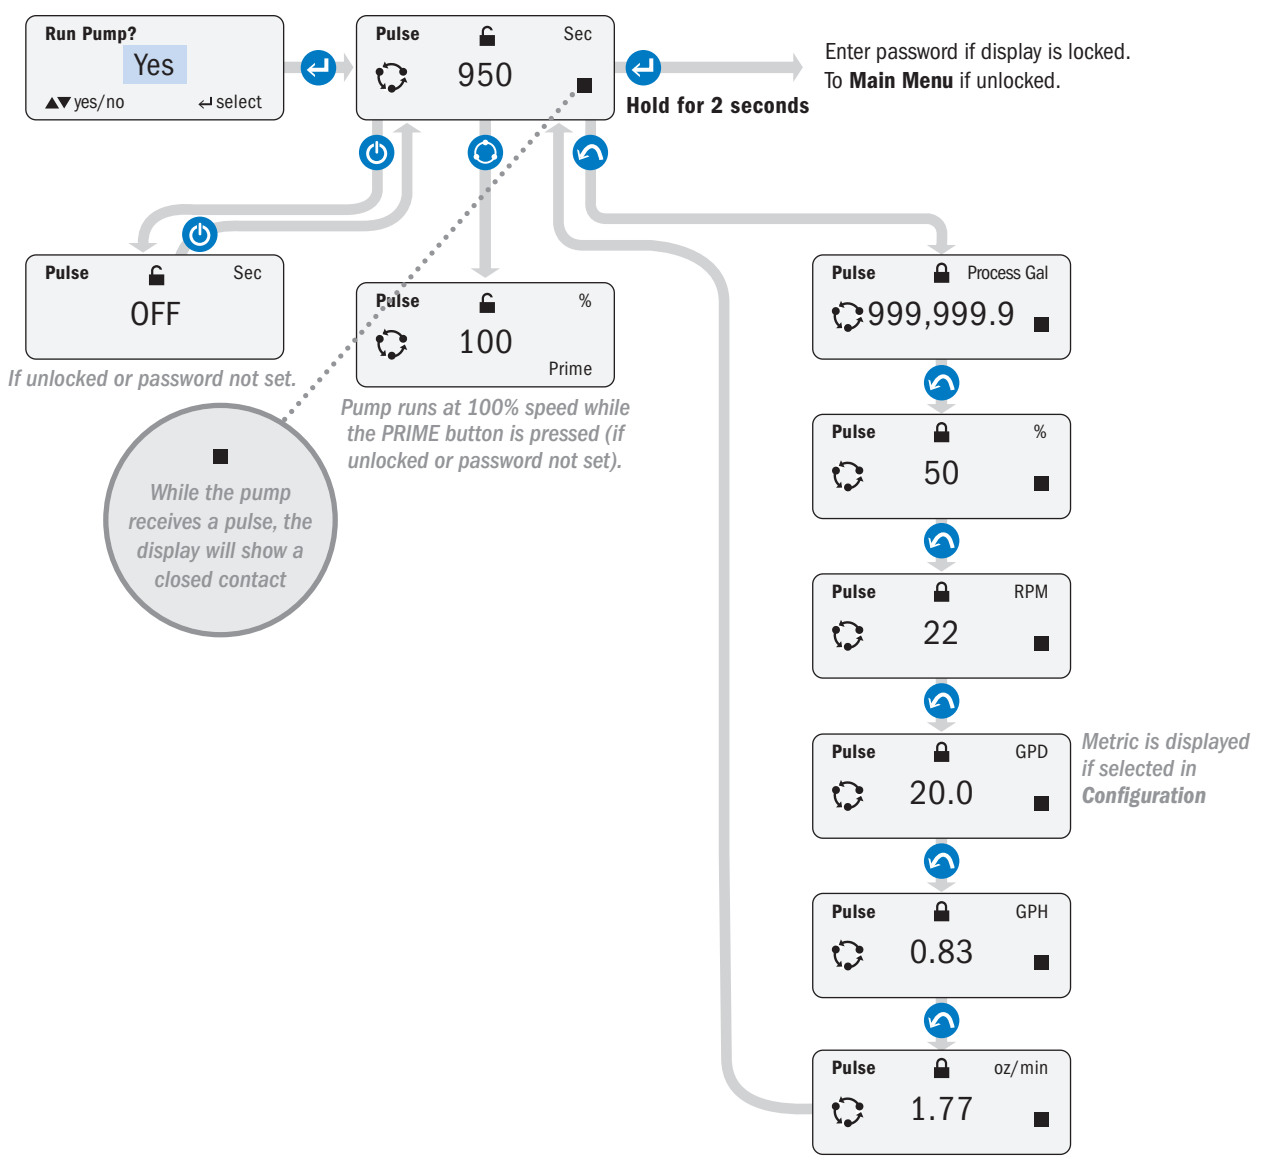 Run Pump?
Yes
▲▼ yes/no ↵ select
Pulse Sec
950
Enter password if display is locked.
To Main Menu if unlocked.
Hold for 2 seconds
Pulse Sec
OFF
If unlocked or password not set.
Pulse %
100
Prime
Pump runs at 100% speed while
the PRIME button is pressed (if
unlocked or password not set).
While the pump
receives a pulse, the
display will show a
closed contact
Pulse Process Gal
999,999.9
Pulse %
50
Pulse RPM
22
Pulse GPD
20.0
Metric is displayed
if selected in
Configuration
Pulse GPH
0.83
Pulse oz/min
1.77